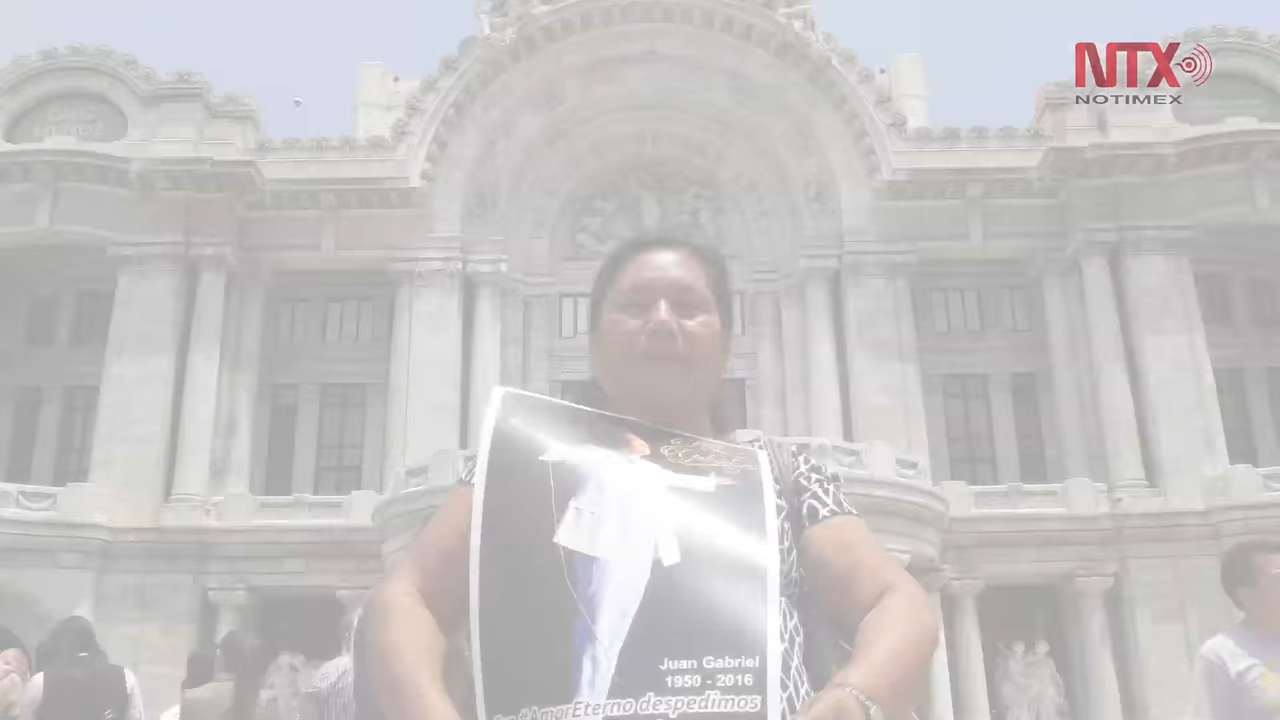 NTX
NOTIMEX
Juan Gabriel
1950 - 2016
#AmorEterno despedimos